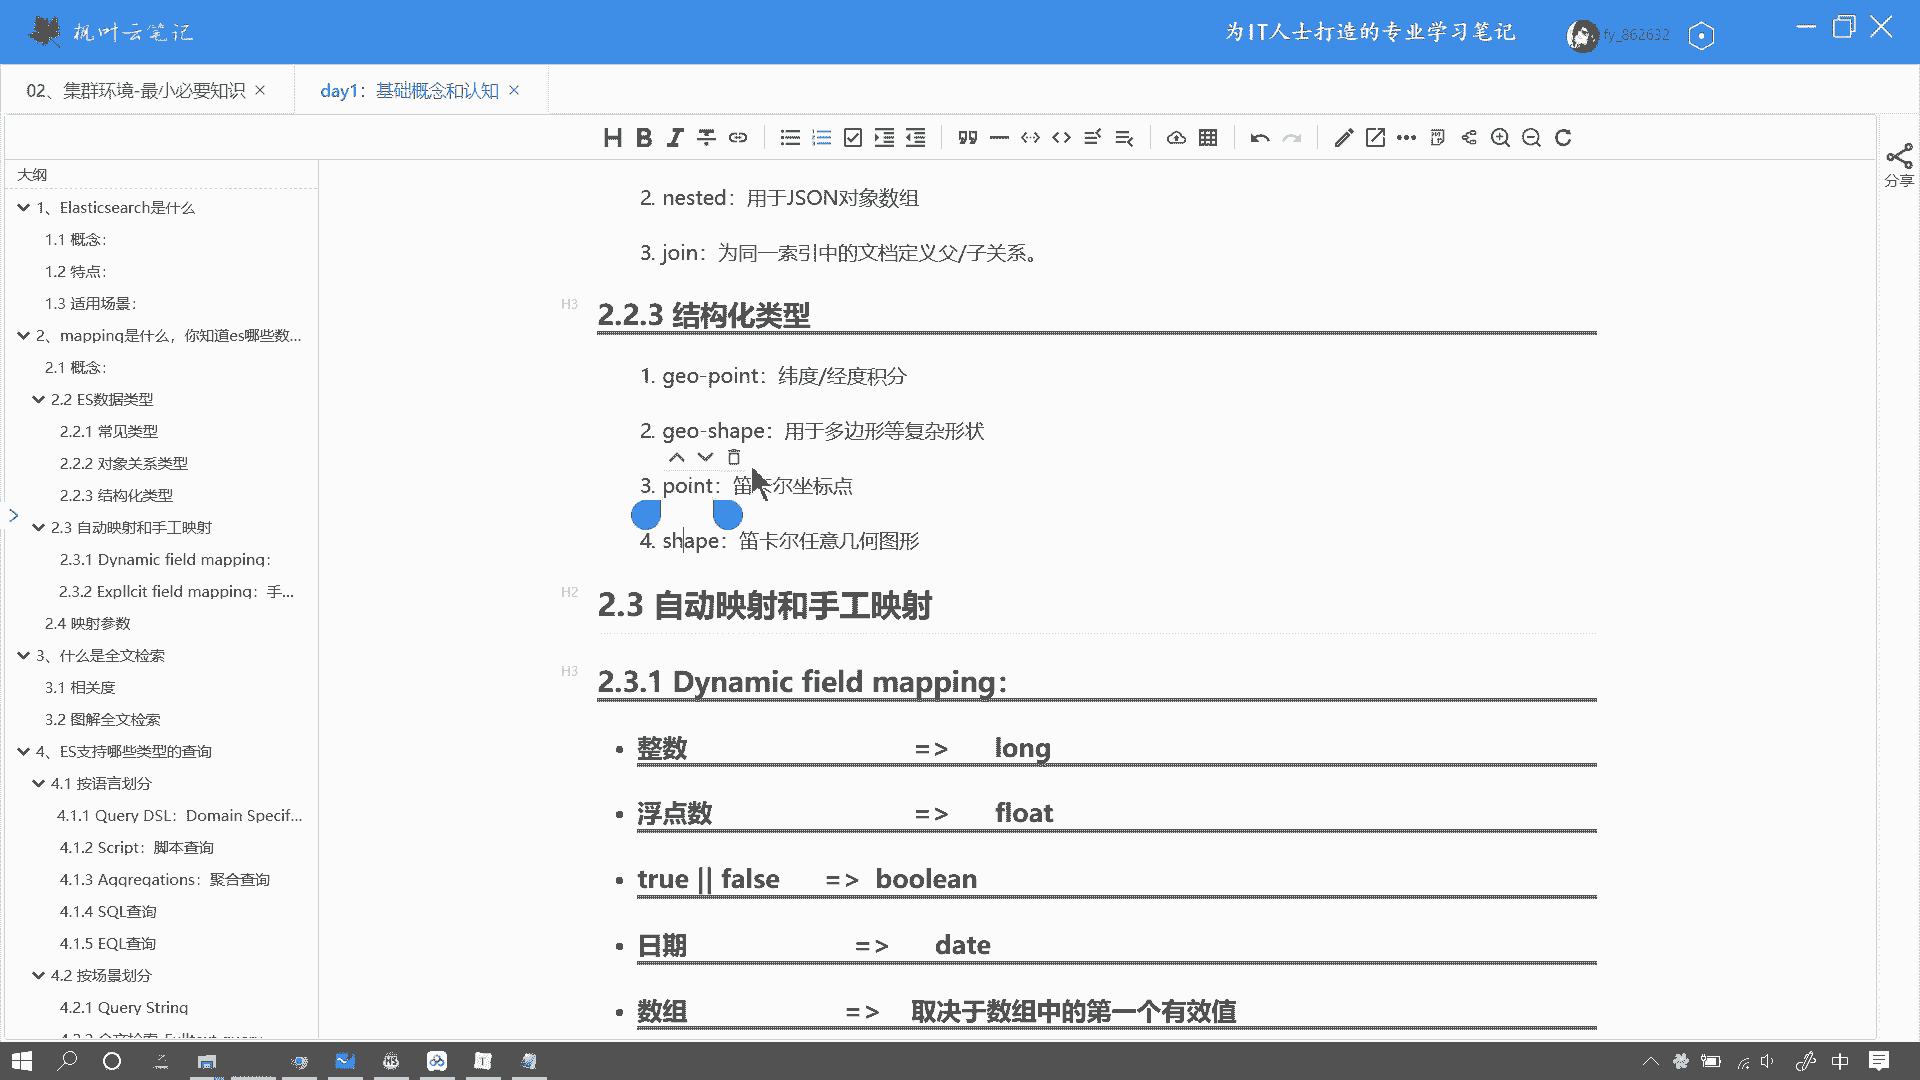 枫叶云笔记
为IT人士打造的专业学习笔记
fy_862632
02、集群环境-最小必要知识
day1：基础概念和认知
分享
大纲
1、Elasticsearch是什么
1.1 概念：
1.2 特点：
1.3 适用场景：
2、mapping是什么，你知道es哪些数...
2.1 概念：
2.2 ES数据类型
2.2.1 常见类型
2.2.2 对象关系类型
2.2.3 结构化类型
2.3 自动映射和手工映射
2.3.1 Dynamic field mapping：
2.3.2 Expllcit field mapping：手...
2.4 映射参数
3、什么是全文检索
3.1 相关度
3.2 图解全文检索
4、ES支持哪些类型的查询
4.1 按语言划分
4.1.1 Query DSL：Domain Specif...
4.1.2 Script：脚本查询
4.1.3 Aggregations：聚合查询
4.1.4 SQL查询
4.1.5 EQL查询
4.2 按场景划分
4.2.1 Query String
2. nested：用于JSON对象数组
3. join：为同一索引中的文档定义父/子关系。
H3
2.2.3 结构化类型
1. geo-point：纬度/经度积分
2. geo-shape：用于多边形等复杂形状
3. point：笛卡尔坐标点
4. shape：笛卡尔任意几何图形
H2
2.3 自动映射和手工映射
H3
2.3.1 Dynamic field mapping：
整数 => long
浮点数 => float
true || false => boolean
日期 => date
数组 => 取决于数组中的第一个有效值
中